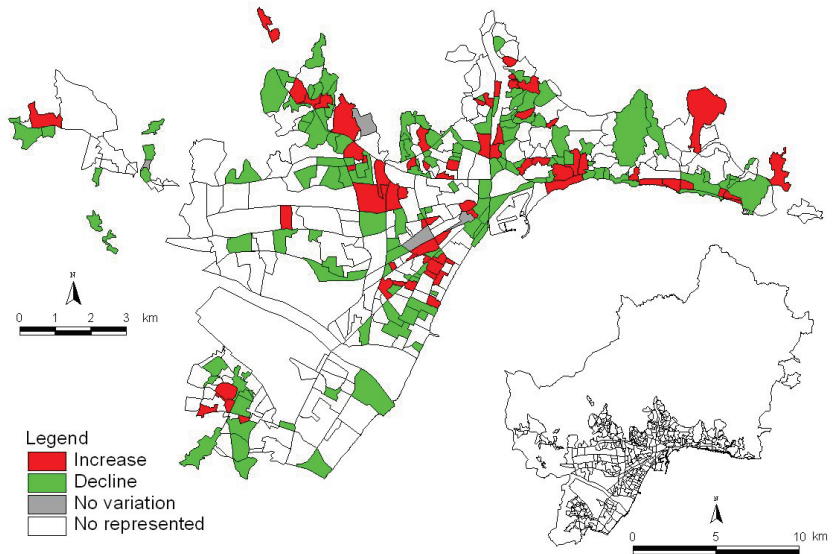 N
0 1 2 3 km
Legend
Increase
Decline
No variation
No represented
N
0 5 10 km